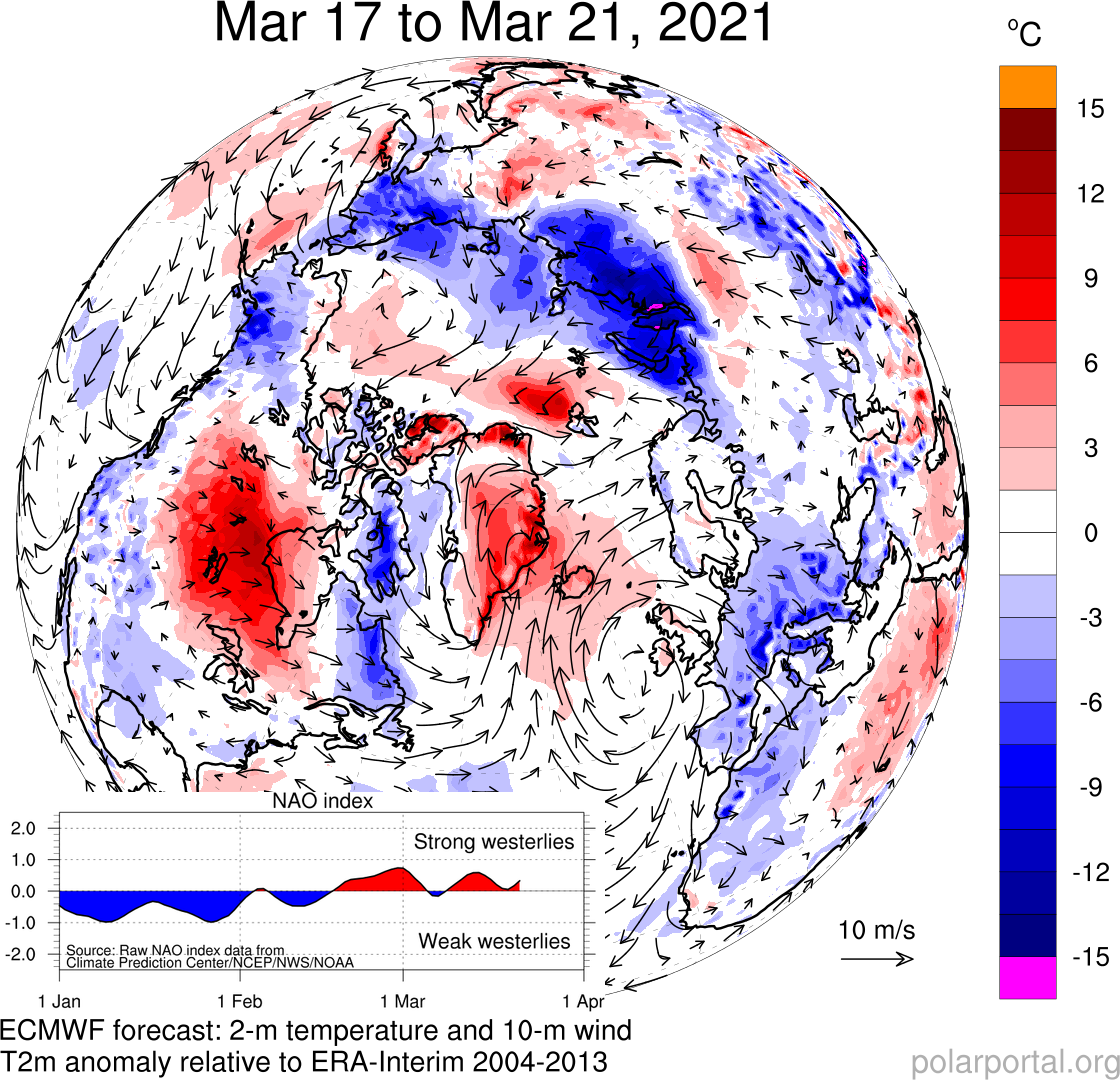 Mar 17 to Mar 21, 2021
°C
15
12
9
6
3
0
-3
-6
-9
-12
-15
10 m/s
NAO index
2.0
1.0
0.0
-1.0
-2.0
Strong westerlies
Weak westerlies
Source: Raw NAO index data from
Climate Prediction Center/NCEP/NWS/NOAA
1 Jan
1 Feb
1 Mar
1 Apr
ECMWF forecast: 2-m temperature and 10-m wind
T2m anomaly relative to ERA-Interim 2004-2013
polarportal.org